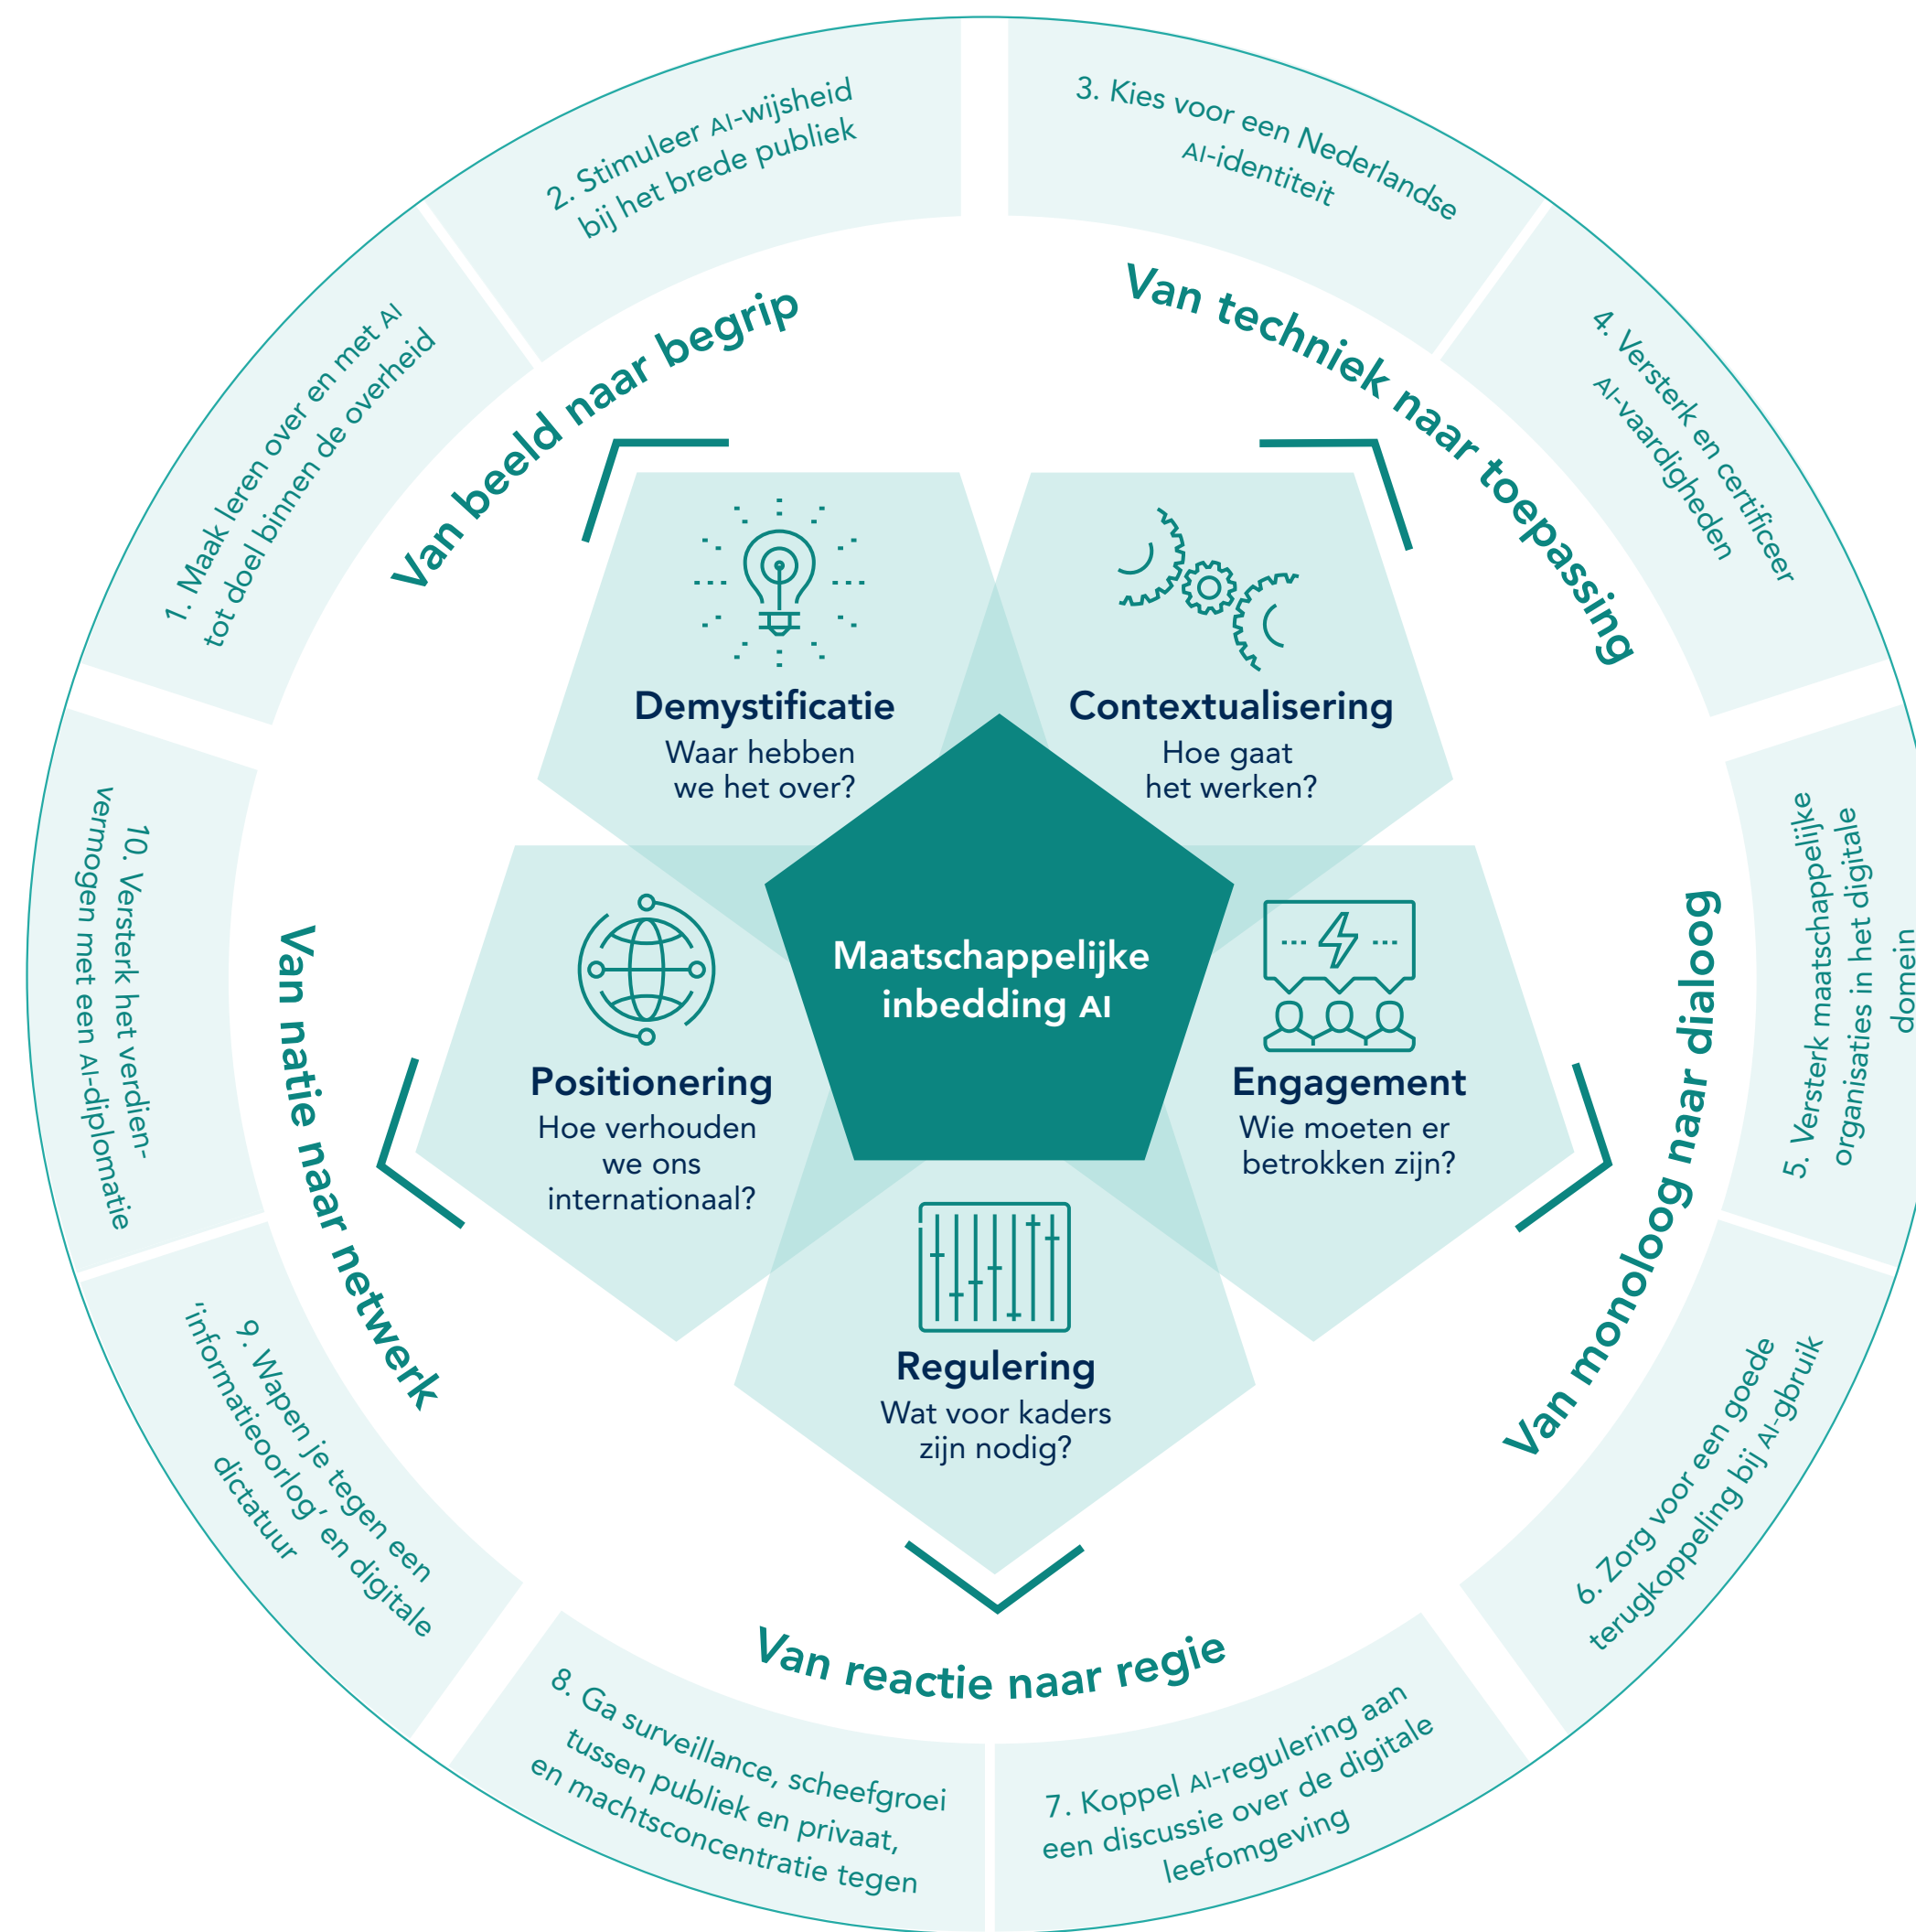 1. Maak leren over en met AI
tot doel binnen de overheid
2. Stimuleer AI-wijsheid
bij het brede publiek
3. Kies voor een Nederlandse
AI-identiteit
4. Versterk en certificeer
AI-vaardigheden
5. Versterk maatschappelijke
organisaties in het digitale
domein
6. Zorg voor een goede
terugkoppeling bij AI-gbruik
7. Koppel AI-regulering aan
een discussie over de digitale
leefomgeving
8. Ga surveillance, scheefgroei
tussen publiek en privaat,
en machtsconcentratie tegen
9. Wapen je tegen een
‘informatieoorlog’ en digitale
dictatuur
10. Versterk het verdien-
vermogen met een AI-diplomatie
Van beeld naar begrip
Van techniek naar toepassing
Van monoloog naar dialoog
Van reactie naar regie
Van natie naar netwerk
Demystificatie
Waar hebben
we het over?
Contextualisering
Hoe gaat
het werken?
Engagement
Wie moeten er
betrokken zijn?
Regulering
Wat voor kaders
zijn nodig?
Positionering
Hoe verhouden
we ons
internationaal?
Maatschappelijke
inbedding AI